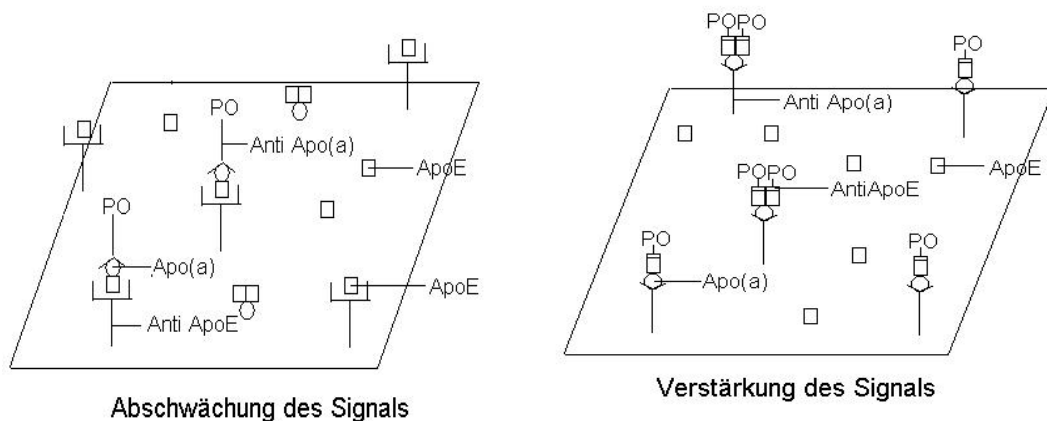 PO
Anti Apo(a)
ApoE
PO
Apo(a)
ApoE
Anti ApoE
Abschwächung des Signals
PO PO
PO
Anti Apo(a)
PO PO
ApoE
AntiApoE
PO
PO
Apo(a)
Verstärkung des Signals